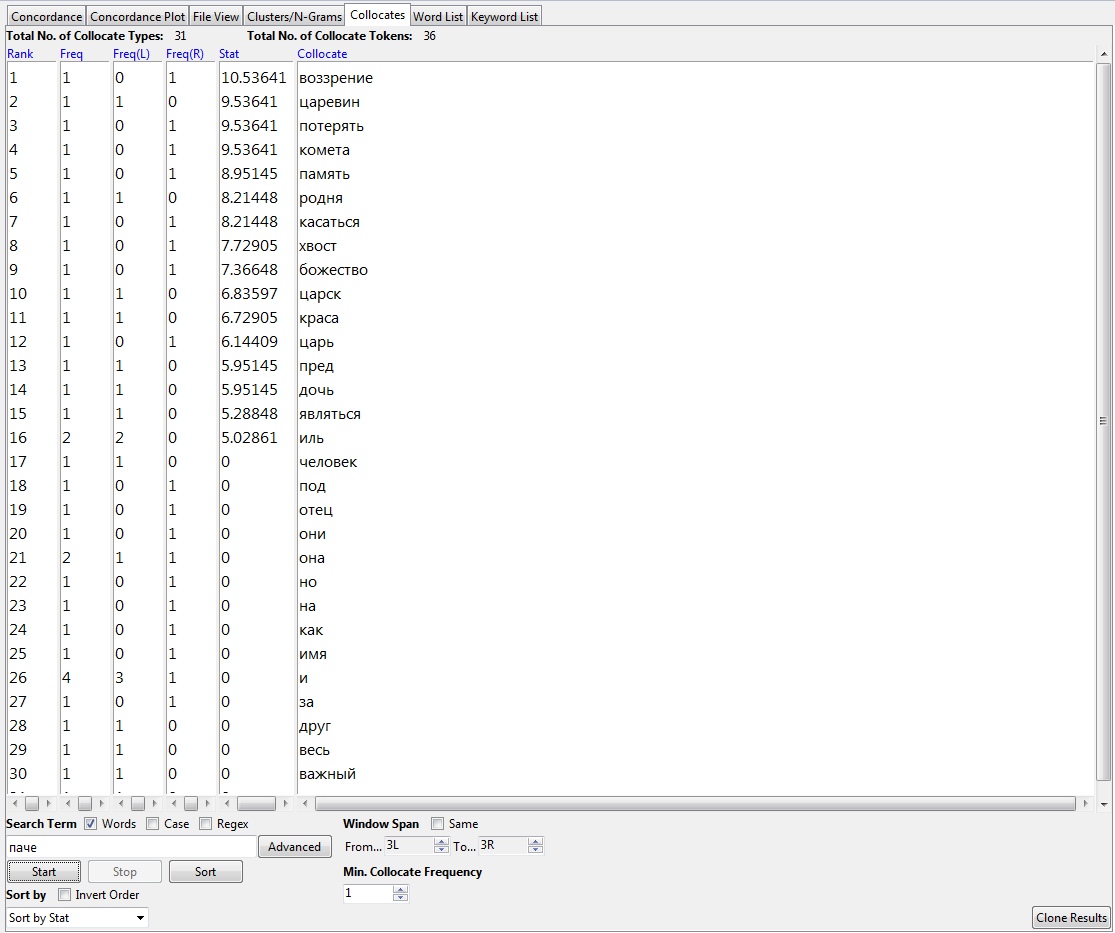 Concordance Concordance Plot File View Clusters/N-Grams Collocates Word List Keyword List
Total No. of Collocate Types: 31 Total No. of Collocate Tokens: 36
Rank Freq Freq(L) Freq(R) Stat Collocate
1 1 0 1 10.53641 воззрение
2 1 1 0 9.53641 царевин
3 1 0 1 9.53641 потерять
4 1 0 1 9.53641 комета
5 1 0 1 8.95145 память
6 1 1 0 8.21448 родня
7 1 0 1 8.21448 касаться
8 1 0 1 7.72905 хвост
9 1 0 1 7.36648 божество
10 1 1 0 6.83597 царск
11 1 1 0 6.72905 краса
12 1 0 1 6.14409 царь
13 1 1 0 5.95145 пред
14 1 1 0 5.95145 дочь
15 1 1 0 5.28848 являться
16 2 2 0 5.02861 иль
17 1 1 0 0 человек
18 1 0 1 0 под
19 1 0 1 0 отец
20 1 0 1 0 они
21 2 1 1 0 она
22 1 0 1 0 но
23 1 0 1 0 на
24 1 0 1 0 как
25 1 0 1 0 имя
26 4 3 1 0 и
27 1 0 1 0 за
28 1 1 0 0 друг
29 1 1 0 0 весь
30 1 1 0 0 важный
Search Term Words Case Regex Window Span Same
паче Advanced From... 3L To... 3R
Start Stop Sort Min. Collocate Frequency
Sort by Invert Order 1
Sort by Stat Clone Results